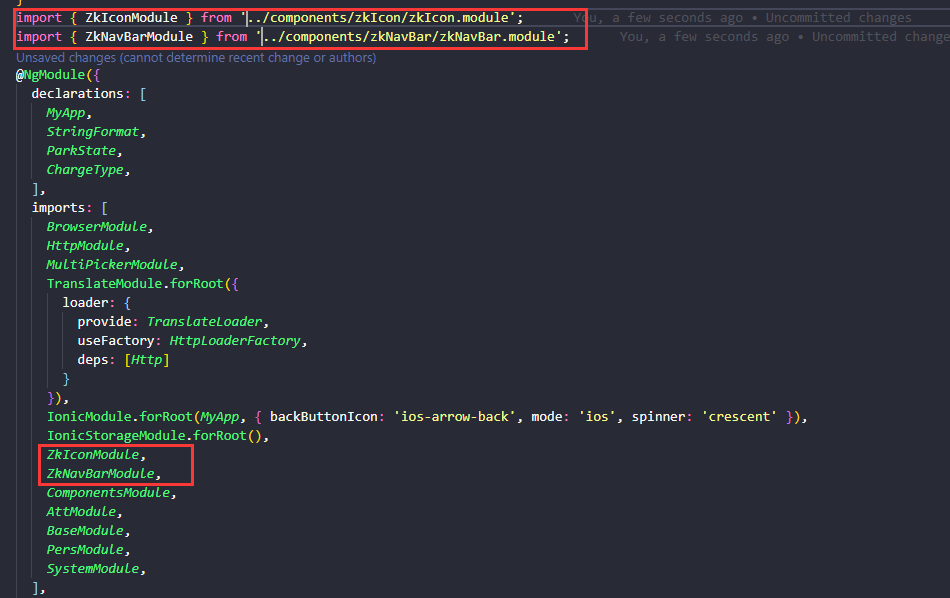 }
import { ZkIconModule } from '../components/zkIcon/zkIcon.module'; You, a few seconds ago • Uncommitted changes
import { ZkNavBarModule } from '../components/zkNavBar/zkNavBar.module'; You, a few seconds ago • Uncommitted change
Unsaved changes (cannot determine recent change or authors)
@NgModule({
declarations: [
MyApp,
StringFormat,
ParkState,
ChargeType,
],
imports: [
BrowserModule,
HttpModule,
MultiPickerModule,
TranslateModule.forRoot({
loader: {
provide: TranslateLoader,
useFactory: HttpLoaderFactory,
deps: [Http]
}
}),
IonicModule.forRoot(MyApp, { backButtonIcon: 'ios-arrow-back', mode: 'ios', spinner: 'crescent' }),
IonicStorageModule.forRoot(),
ZkIconModule,
ZkNavBarModule,
ComponentsModule,
AttModule,
BaseModule,
PersModule,
SystemModule,
],